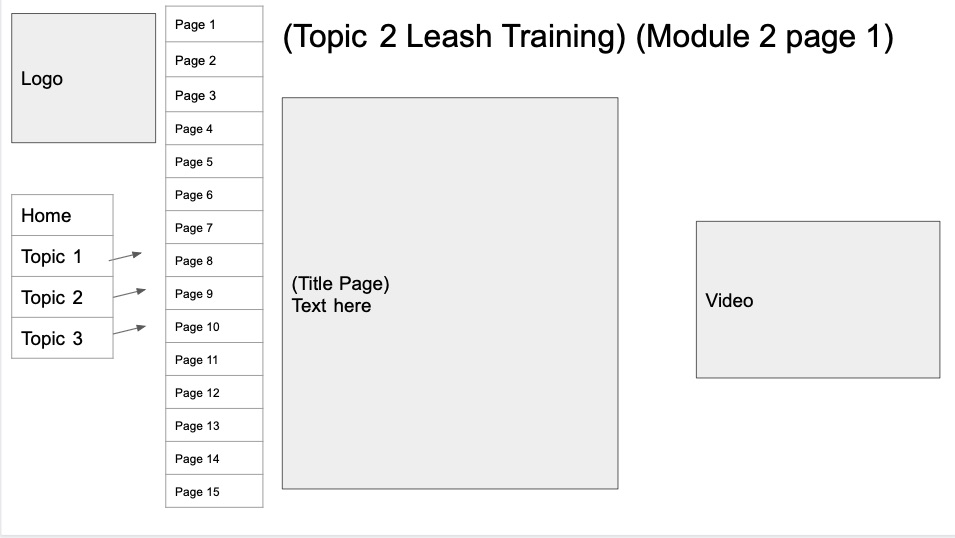 Logo
Home
Topic 1
Topic 2
Topic 3
Page 1
Page 2
Page 3
Page 4
Page 5
Page 6
Page 7
Page 8
Page 9
Page 10
Page 11
Page 12
Page 13
Page 14
Page 15
(Topic 2 Leash Training) (Module 2 page 1)
(Title Page)
Text here
Video